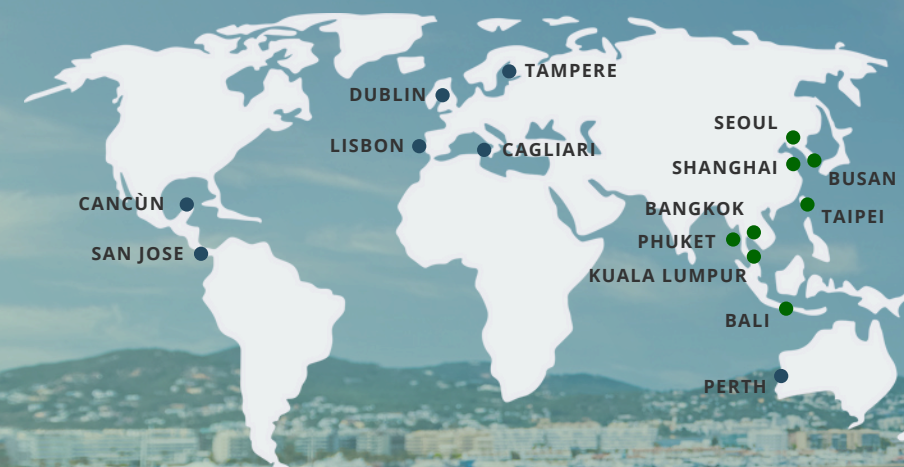 TAMPERE
DUBLIN
SEOUL
LISBON
CAGLIARI
SHANGHAI
BUSAN
CANCÙN
BANGKOK
TAIPEI
PHUKET
SAN JOSE
KUALA LUMPUR
BALI
PERTH